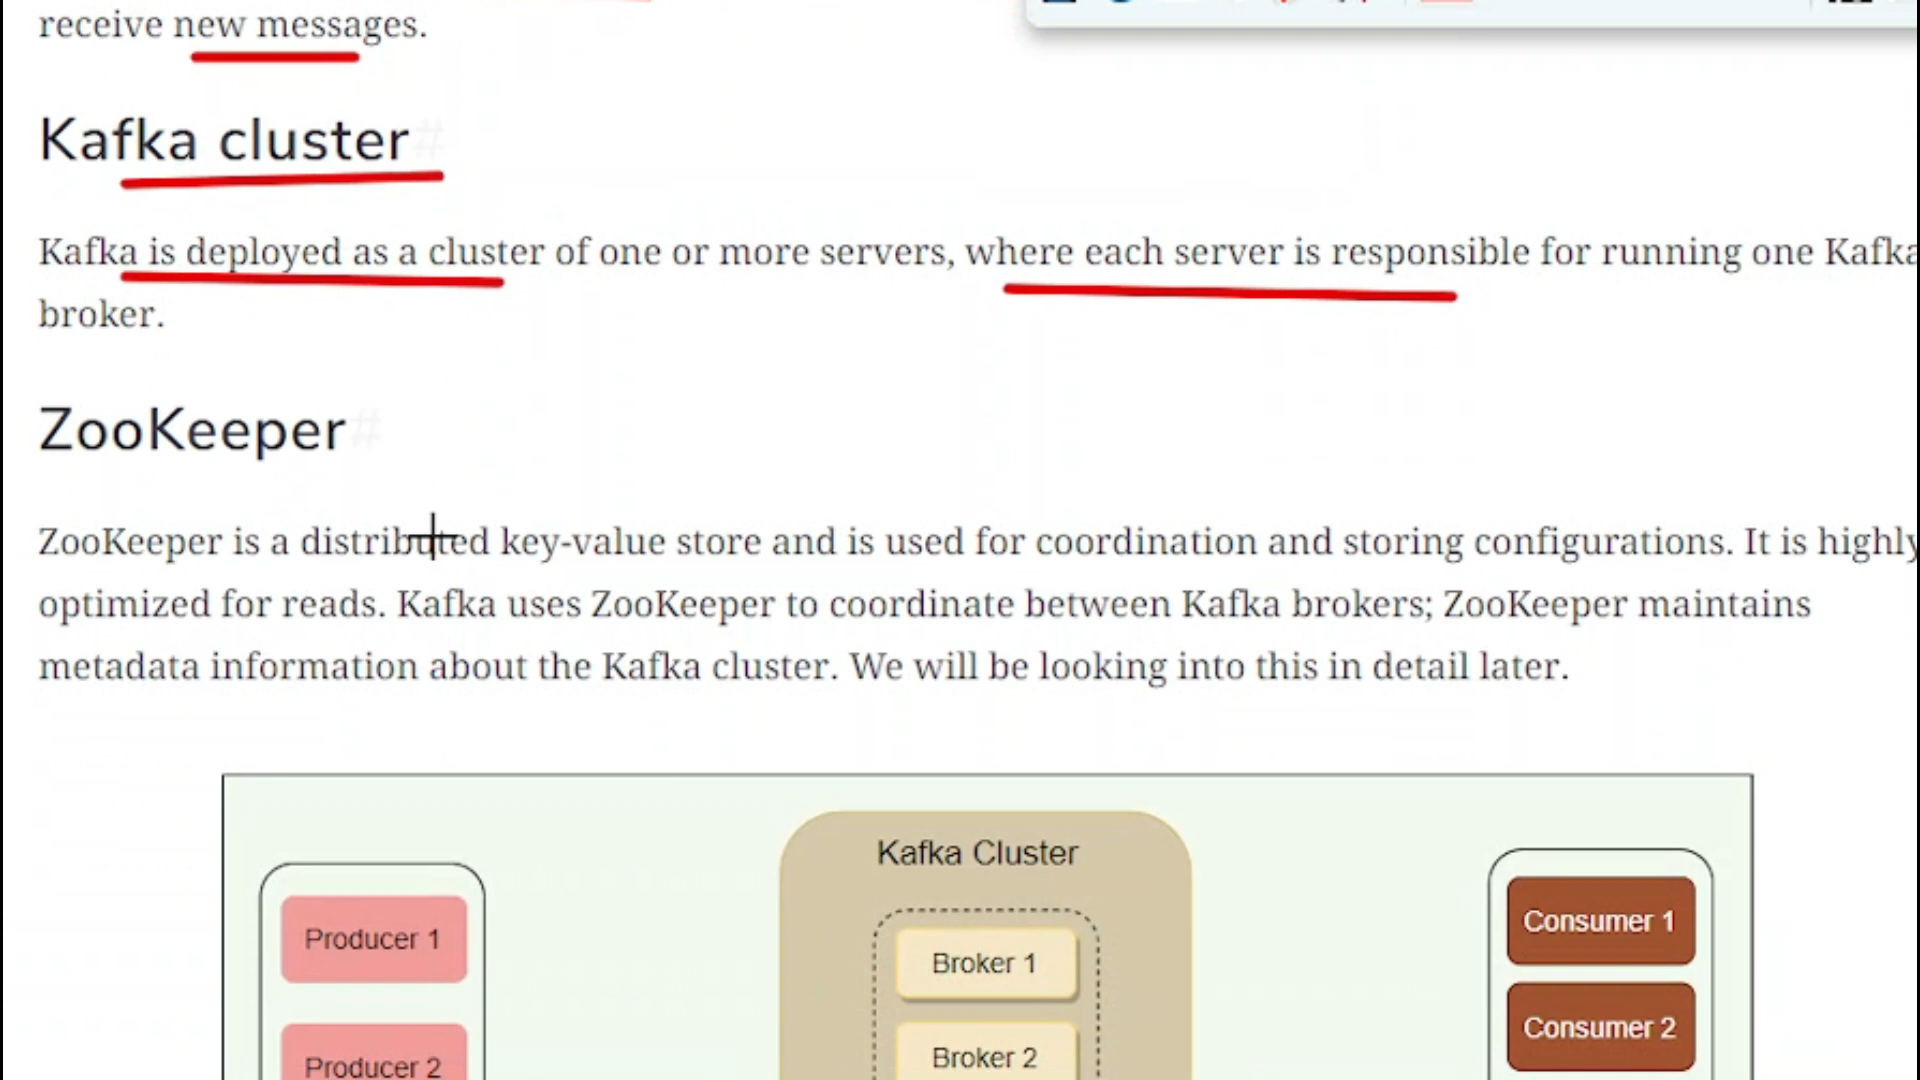 receive new messages.
Kafka cluster#
Kafka is deployed as a cluster of one or more servers, where each server is responsible for running one Kafka
broker.
ZooKeeper#
ZooKeeper is a distributed key-value store and is used for coordination and storing configurations. It is highly
optimized for reads. Kafka uses ZooKeeper to coordinate between Kafka brokers; ZooKeeper maintains
metadata information about the Kafka cluster. We will be looking into this in detail later.
Kafka Cluster
Producer 1
Broker 1
Consumer 1
Producer 2
Broker 2
Consumer 2